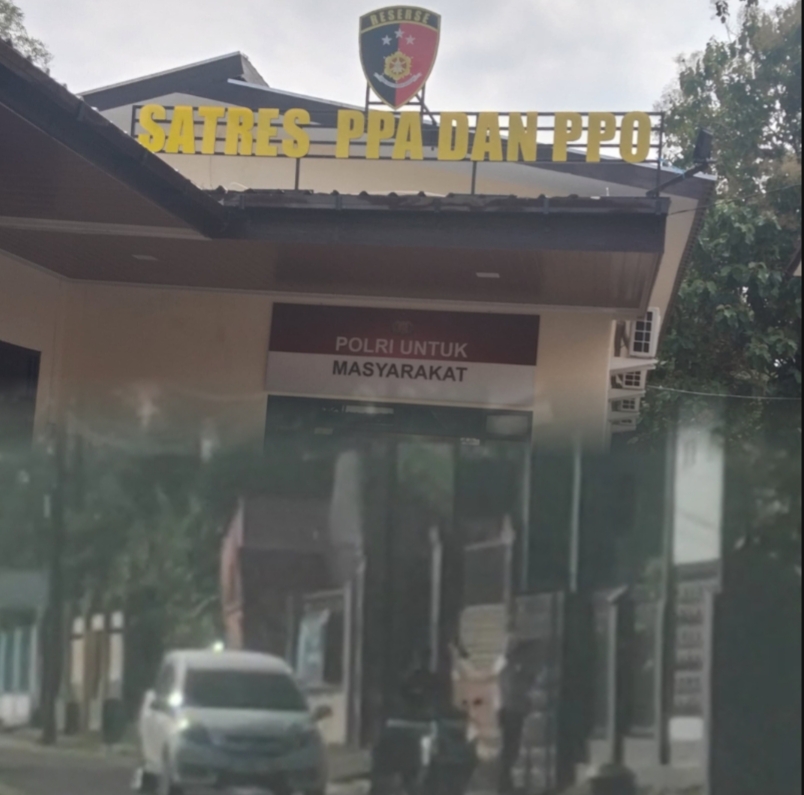 RESERSE
SATRES PPA DAN PPO
POLRI UNTUK
MASYARAKAT